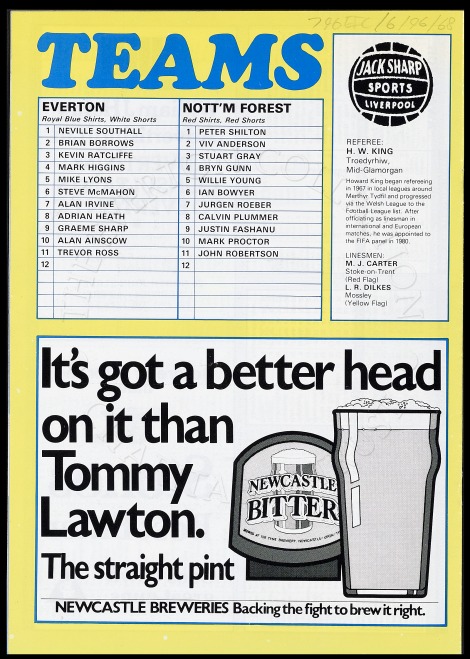 TEAMS
EVERTON
Royal Blue Shirts, White Shorts
1 NEVILLE SOUTHALL
2 BRIAN BORROWS
3 KEVIN RATCLIFFE
4 MARK HIGGINS
5 MIKE LYONS
6 STEVE McMAHON
7 ALAN IRVINE
8 ADRIAN HEATH
9 GRAEME SHARP
10 ALAN AINSCOW
11 TREVOR ROSS
12
NOTT'M FOREST
Red Shirts, Red Shorts
1 PETER SHILTON
2 VIV ANDERSON
3 STUART GRAY
4 BRYN GUNN
5 WILLIE YOUNG
6 IAN BOWYER
7 JURGEN ROEBER
8 CALVIN PLUMMER
9 JUSTIN FASHANU
10 MARK PROCTOR
11 JOHN ROBERTSON
12
JACK SHARP
SPORTS
LIVERPOOL
REFEREE:
H. W. KING
Troedyrhiw,
Mid-Glamorgan
Howard King began refereeing
in 1967 in local leagues around
Merthyr Tydfil and progressed
via the Welsh League to the
Football League list. After
officiating as linesman in
international and European
matches, he was appointed to
the FIFA panel in 1980.
LINESMEN:
M. J. CARTER
Stoke-on-Trent
(Red Flag)
L. R. DILKES
Mossley
(Yellow Flag)
It's got a better head
on it than
Tommy
Lawton.
The straight pint
NEWCASTLE
BITTER
NEWCASTLE BREWERIES Backing the fight to brew it right.